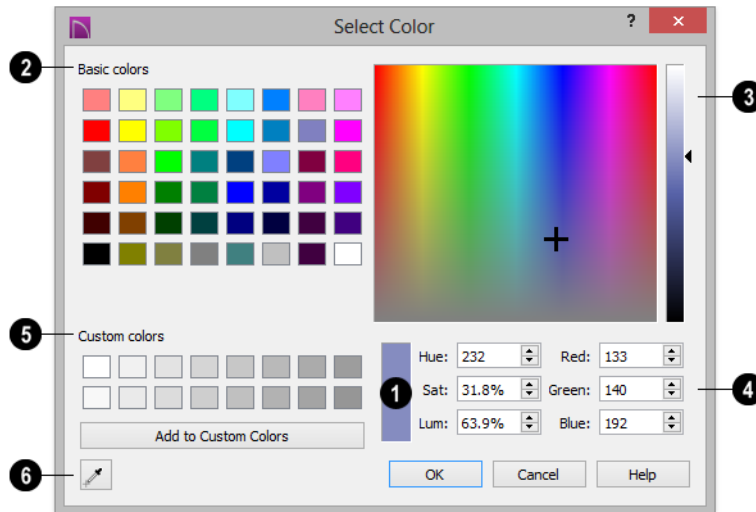 Select Color
?
2
Basic colors
3
5
Custom colors
Hue: 232 Red: 133
1
Sat: 31.8% Green: 140
4
Lum: 63.9% Blue: 192
Add to Custom Colors
6
OK Cancel Help